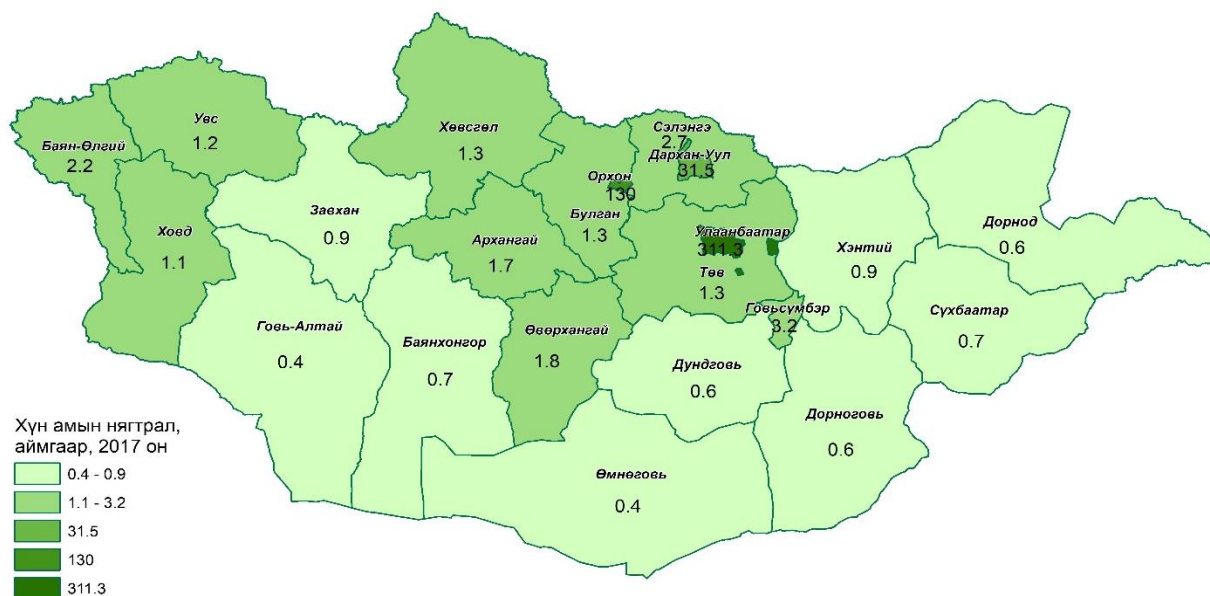 Увс
1.2
Баян-Өлгий
2.2
Хөвсгөл
1.3
Сэлэнгэ
2.7
Дархан-Уул
31.5
Орхон
130
Завхан
0.9
Ховд
1.1
Архангай
1.7
Булган
1.3
Улаанбаатар
311.3
Төв
1.3
Хэнтий
0.9
Дорнод
0.6
Говь-Алтай
0.4
Баянхонгор
0.7
Өвөрхангай
1.8
Говьсүмбэр
3.2
Дундговь
0.6
Сүхбаатар
0.7
Дорноговь
0.6
Өмнөговь
0.4
Хүн амын нягтрал,
аймгаар, 2017 он
0.4 - 0.9
1.1 - 3.2
31.5
130
311.3